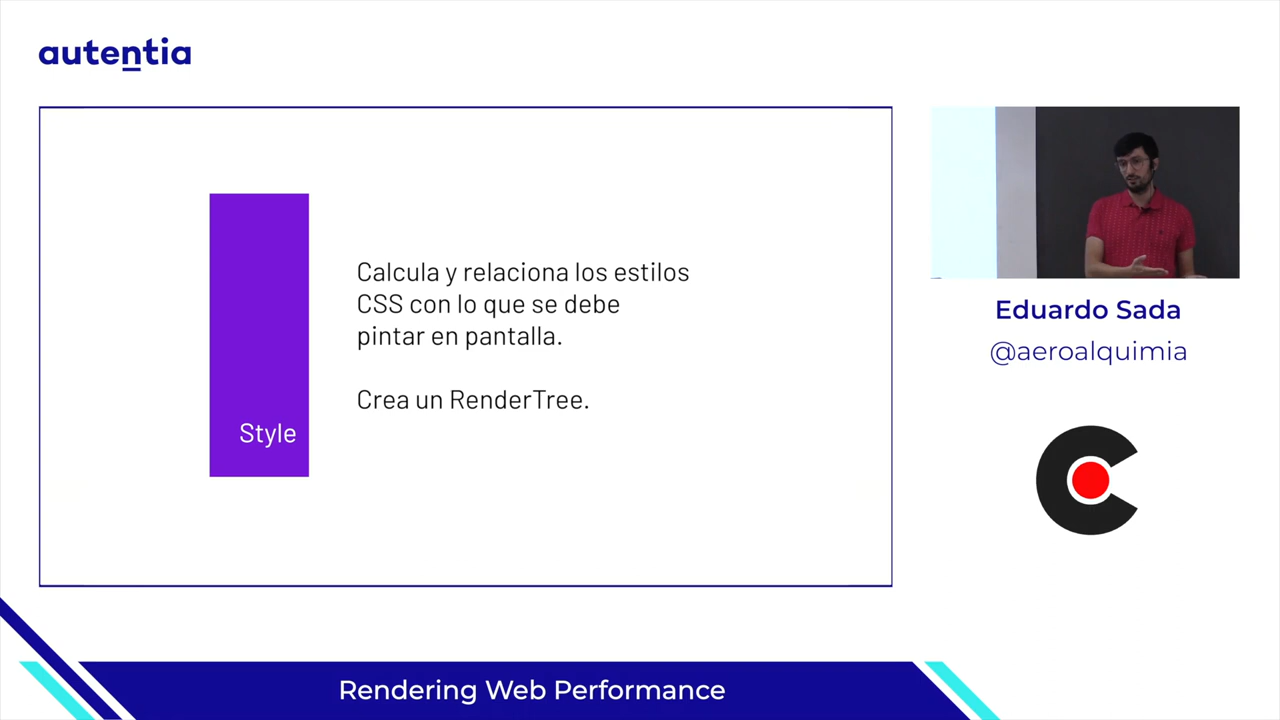 autentia
Calcula y relaciona los estilos
CSS con lo que se debe
pintar en pantalla.
Crea un RenderTree.
Style
Eduardo Sada
@aeroalquimia
Rendering Web Performance